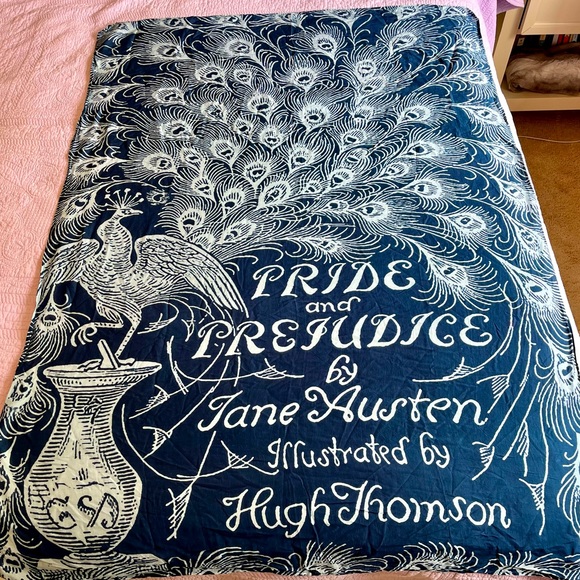 PRIDE
and
PREJUDICE
by
Jane Austen
Illustrated by
Hugh Thomson